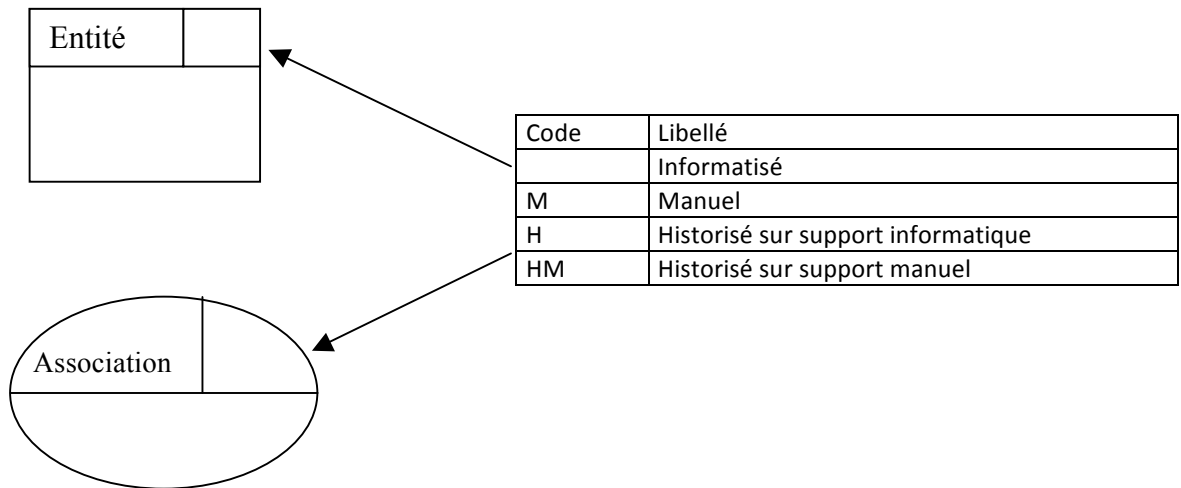 Entité
Code Libellé
Informatisé
M Manuel
H Historisé sur support informatique
HM Historisé sur support manuel
Association